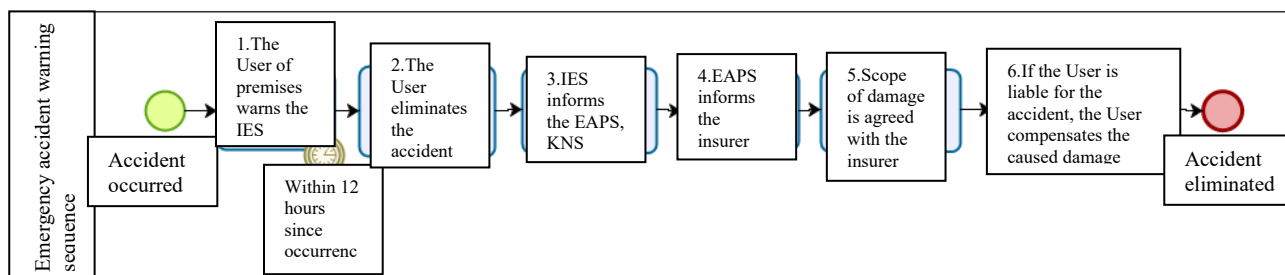 Emergency accident warning
sequence
Accident
occurred
1.The
User of
premises
warns the
IES
Within 12
hours
since
occurrenc
2.The
User
eliminates
the
accident
3.IES
informs
the EAPS,
KNS
4.EAPS
informs
the
insurer
5.Scope
of damage
is agreed
with the
insurer
6.If the User is
liable for the
accident, the User
compensates the
caused damage
Accident
eliminated